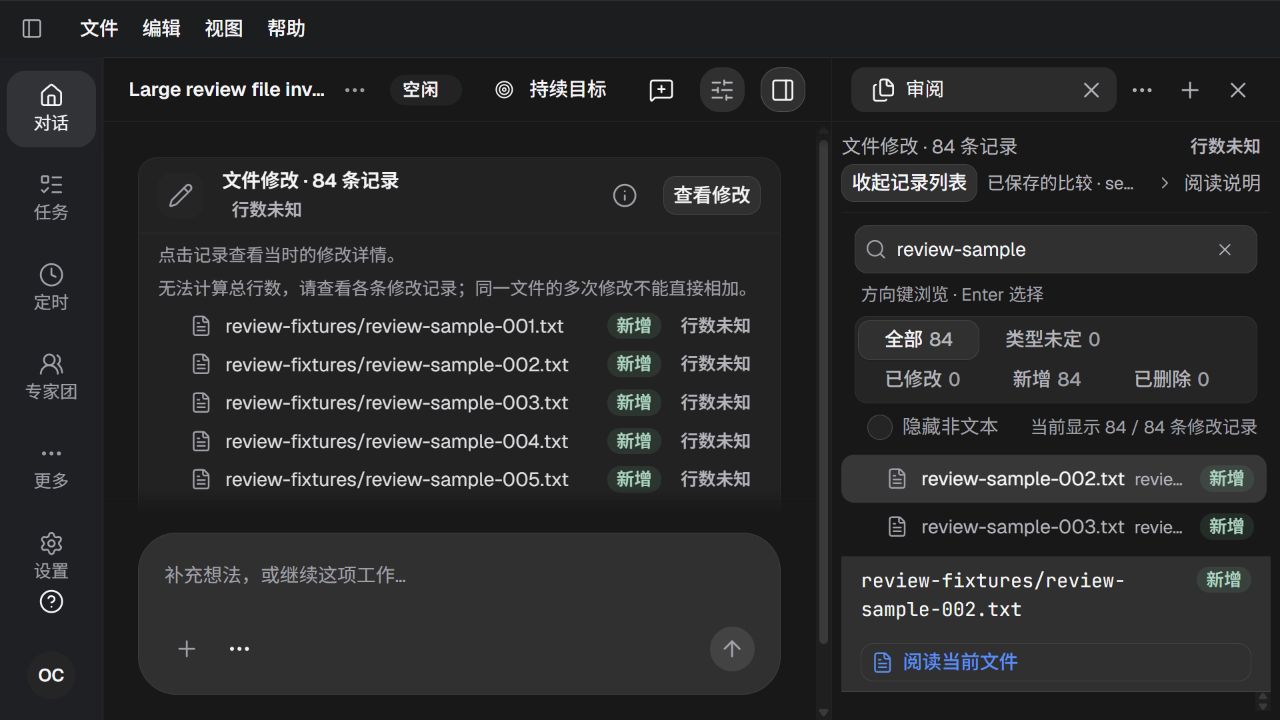 文件 编辑 视图 帮助
对话
任务
定时
专家团
更多
设置
OC
Large review file inv... 空闲 持续目标
文件修改 · 84 条记录
行数未知
查看修改
点击记录查看当时的修改详情。
无法计算总行数，请查看各条修改记录；同一文件的多次修改不能直接相加。
review-fixtures/review-sample-001.txt 新增 行数未知
review-fixtures/review-sample-002.txt 新增 行数未知
review-fixtures/review-sample-003.txt 新增 行数未知
review-fixtures/review-sample-004.txt 新增 行数未知
review-fixtures/review-sample-005.txt 新增 行数未知
补充想法，或继续这项工作...
审阅
文件修改 · 84 条记录 行数未知
收起记录列表 已保存的比较 · se... 阅读说明
review-sample
方向键浏览 · Enter 选择
全部 84 类型未定 0
已修改 0 新增 84 已删除 0
隐藏非文本 当前显示 84 / 84 条修改记录
review-sample-002.txt revie... 新增
review-sample-003.txt revie... 新增
review-fixtures/review- 新增
sample-002.txt
阅读当前文件